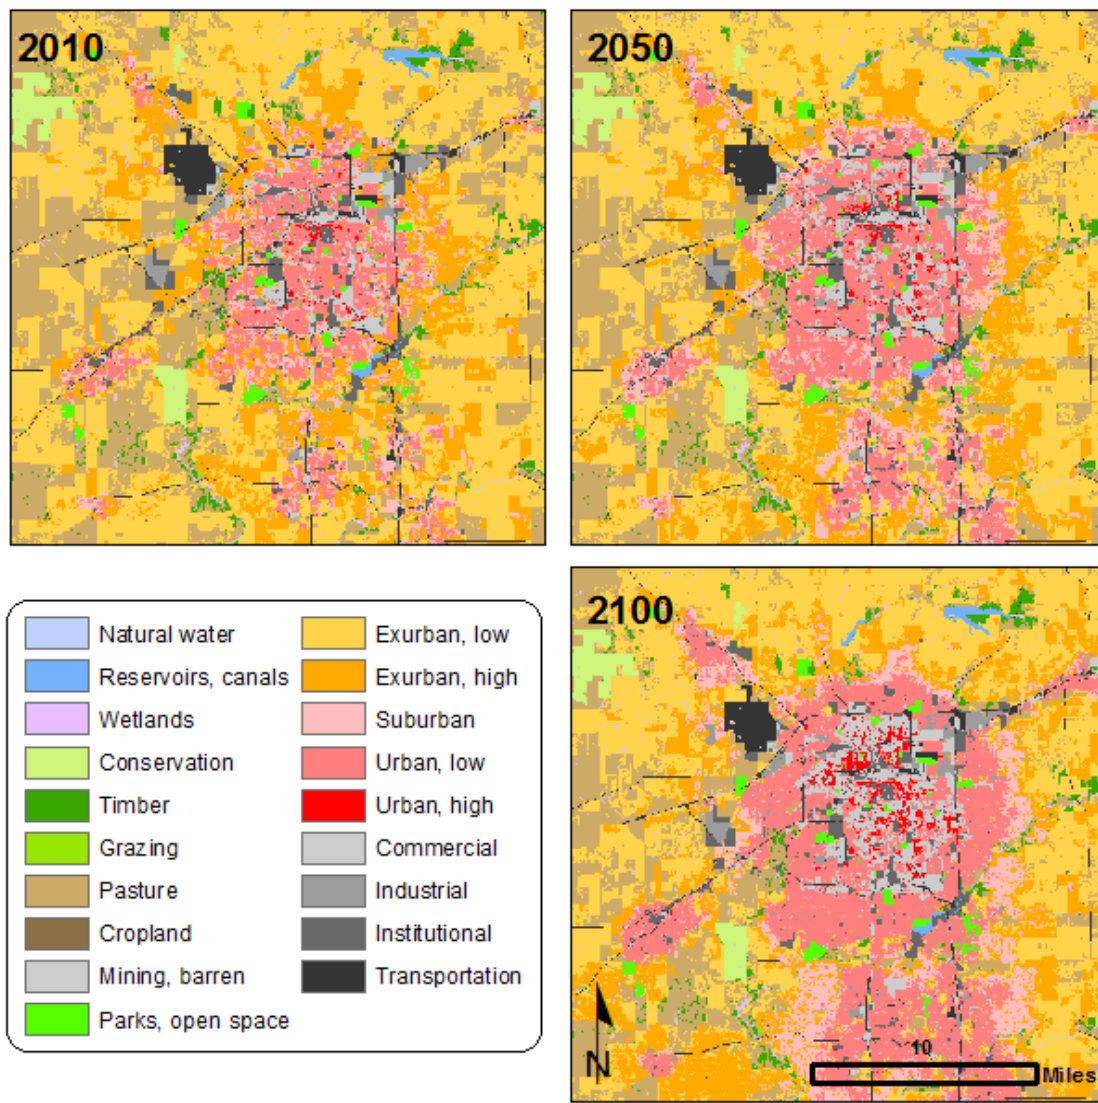 2010
2050
2100
Natural water
Reservoirs, canals
Wetlands
Conservation
Timber
Grazing
Pasture
Cropland
Mining, barren
Parks, open space
Exurban, low
Exurban, high
Suburban
Urban, low
Urban, high
Commercial
Industrial
Institutional
Transportation
N
10
Miles